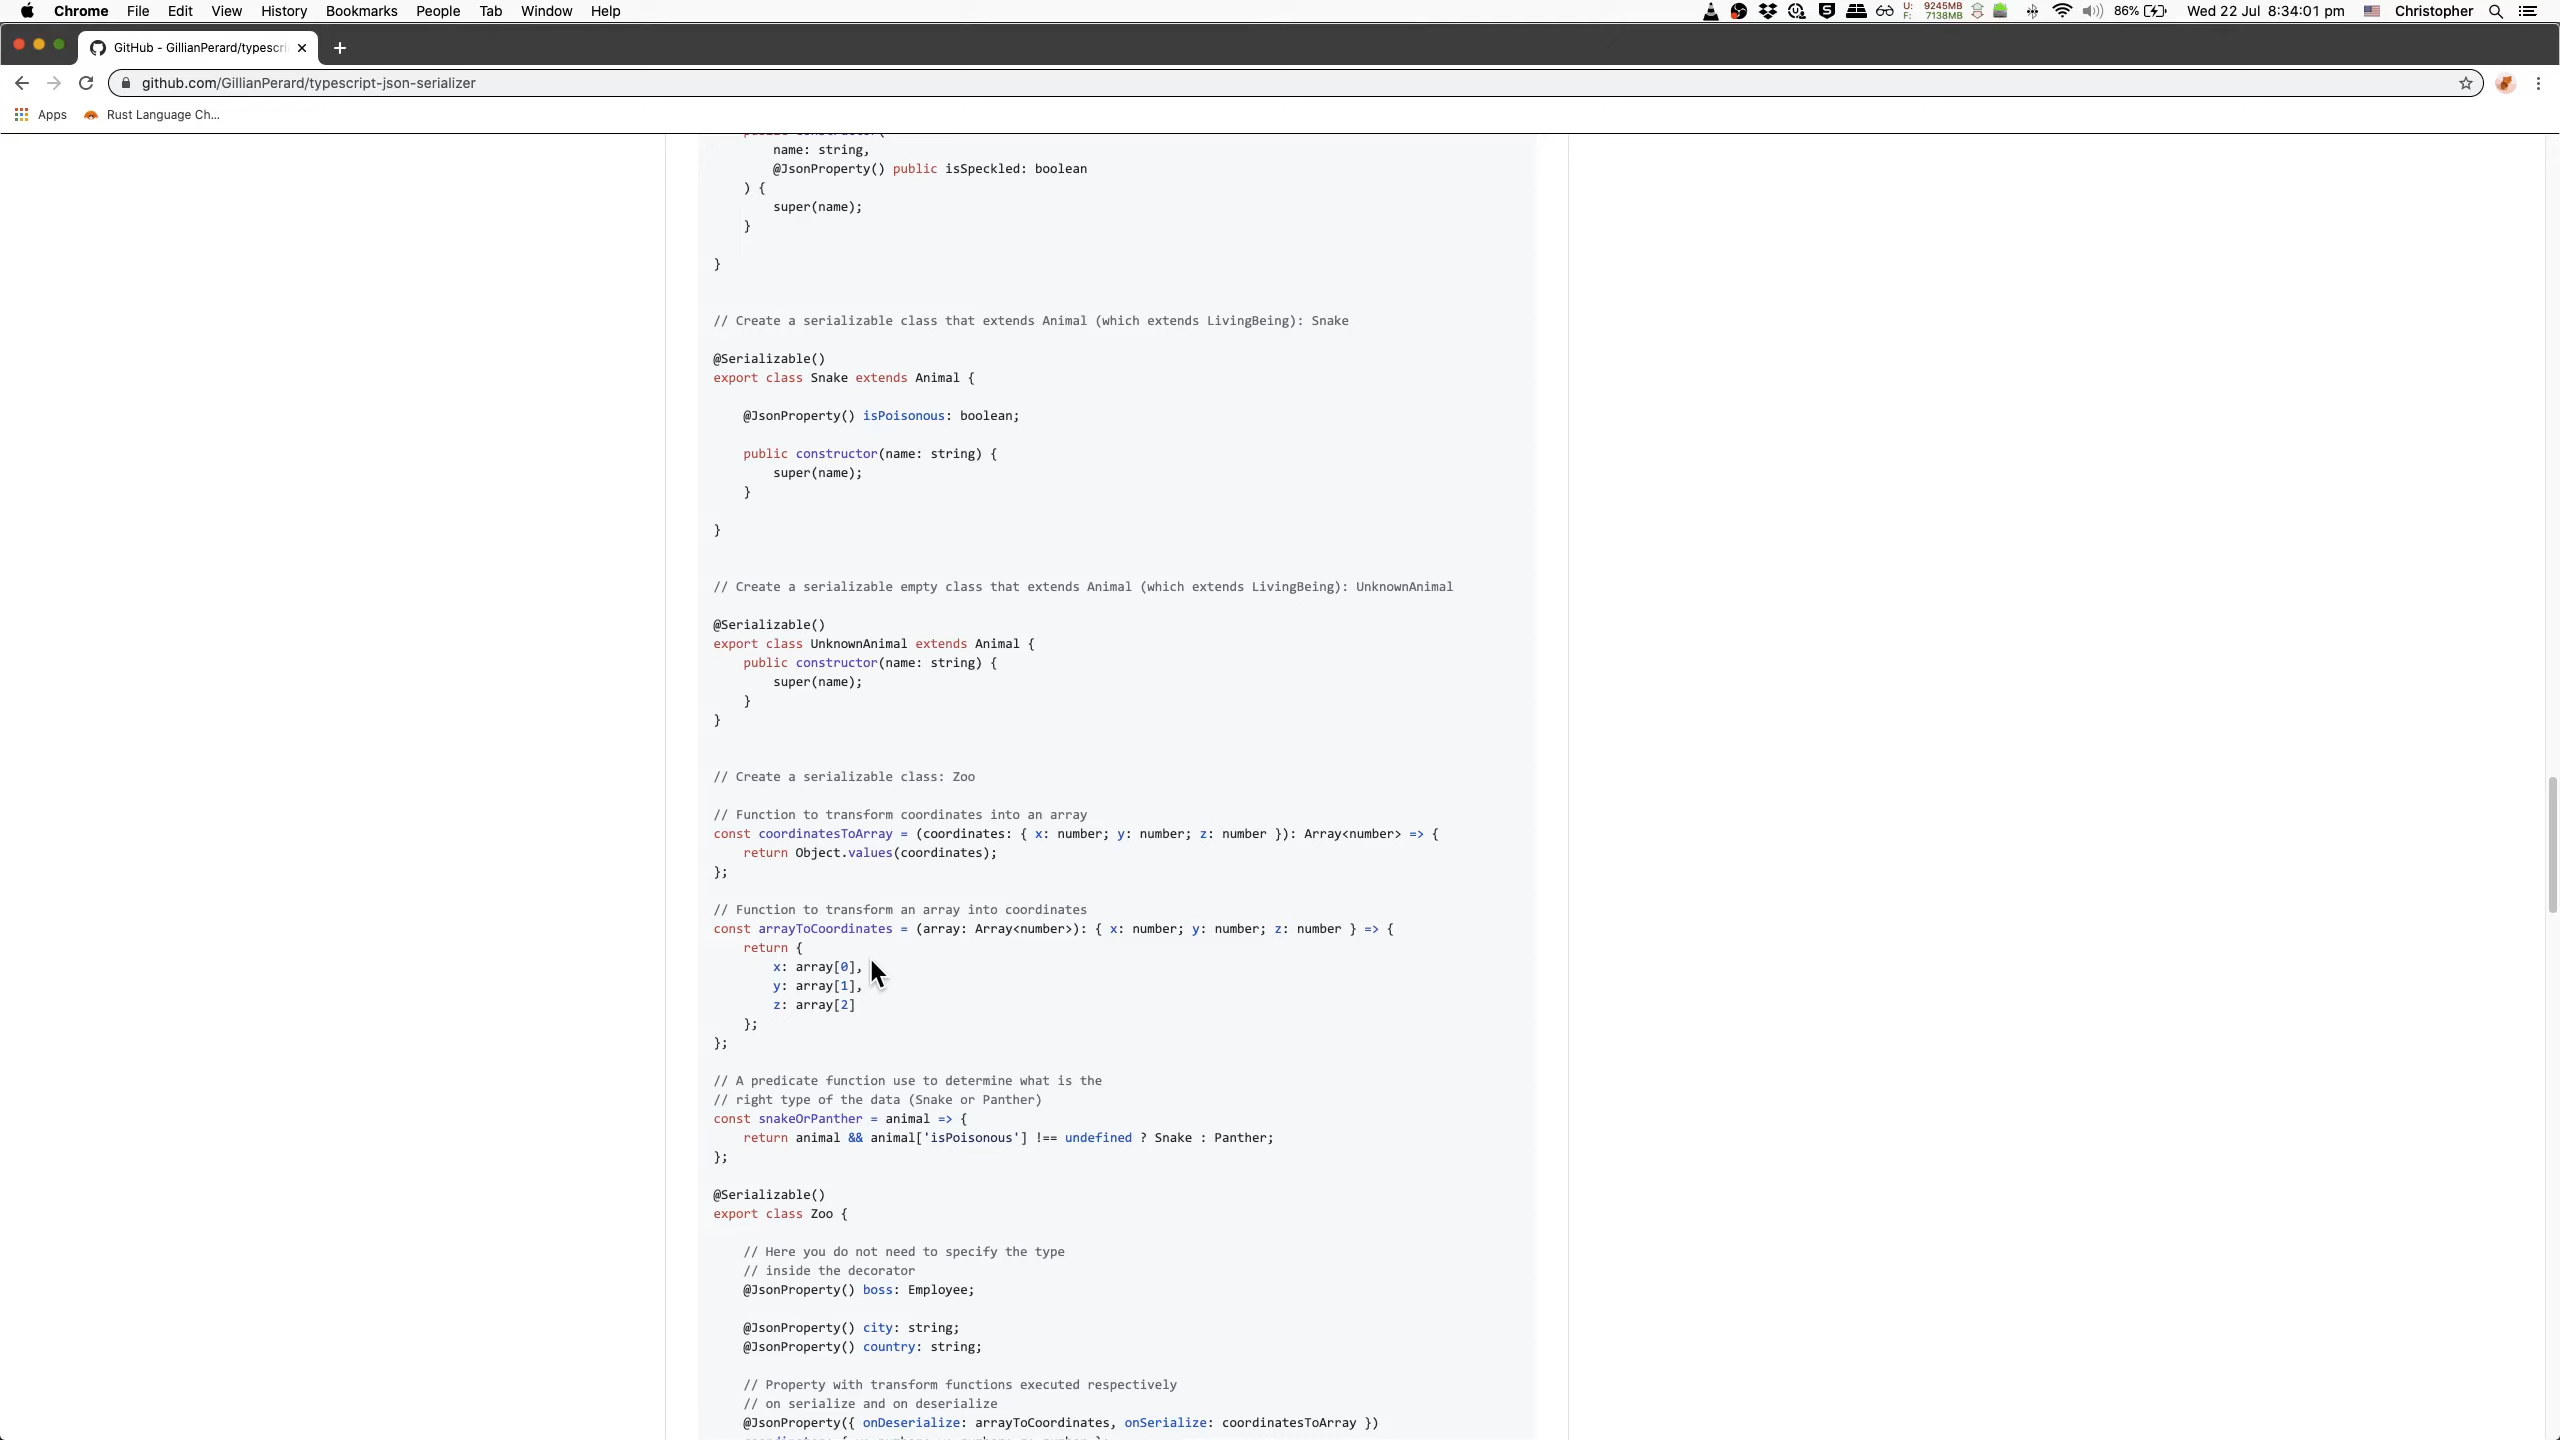 Chrome File Edit View History Bookmarks People Tab Window Help U: 9245MB F: 7138MB 86% Wed 22 Jul 8:34:01 pm Christopher
GitHub - GillianPerard/typescri
github.com/GillianPerard/typescript-json-serializer
Apps Rust Language Ch...
name: string,
@JsonProperty() public isSpeckled: boolean
) {
super(name);
}
}
// Create a serializable class that extends Animal (which extends LivingBeing): Snake
@Serializable()
export class Snake extends Animal {
@JsonProperty() isPoisonous: boolean;
public constructor(name: string) {
super(name);
}
}
// Create a serializable empty class that extends Animal (which extends LivingBeing): UnknownAnimal
@Serializable()
export class UnknownAnimal extends Animal {
public constructor(name: string) {
super(name);
}
}
// Create a serializable class: Zoo
// Function to transform coordinates into an array
const coordinatesToArray = (coordinates: { x: number; y: number; z: number }): Array<number> => {
return Object.values(coordinates);
};
// Function to transform an array into coordinates
const arrayToCoordinates = (array: Array<number>): { x: number; y: number; z: number } => {
return {
x: array[0],
y: array[1],
z: array[2]
};
};
// A predicate function use to determine what is the
// right type of the data (Snake or Panther)
const snakeOrPanther = animal => {
return animal && animal['isPoisonous'] !== undefined ? Snake : Panther;
};
@Serializable()
export class Zoo {
// Here you do not need to specify the type
// inside the decorator
@JsonProperty() boss: Employee;
@JsonProperty() city: string;
@JsonProperty() country: string;
// Property with transform functions executed respectively
// on serialize and on deserialize
@JsonProperty({ onDeserialize: arrayToCoordinates, onSerialize: coordinatesToArray })